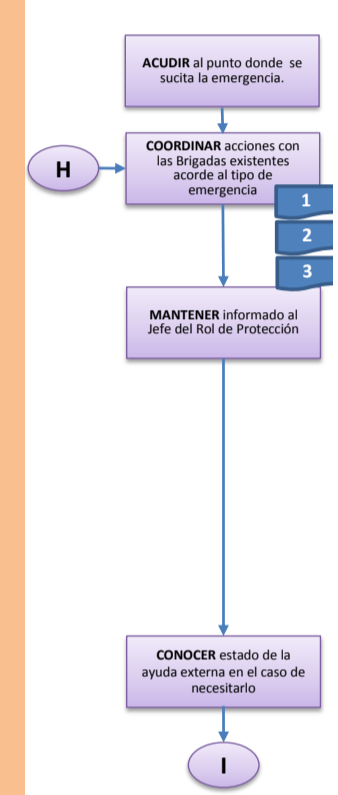 ACUDIR al punto donde se
sucita la emergencia.
COORDINAR acciones con
las Brigadas existentes
acorde al tipo de
emergencia
H
1
2
3
MANTENER informado al
Jefe del Rol de Protección
CONOCER estado de la
ayuda externa en el caso de
necesitarlo
I